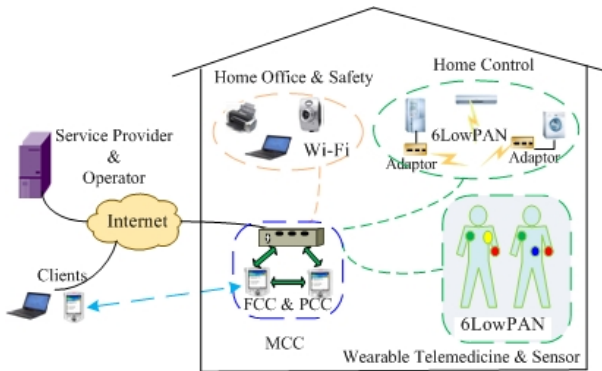 Home Control
Home Office & Safety
6LowPAN
Wi-Fi
Adaptor
Adaptor
Service Provider
&
Operator
Internet
Clients
FCC & PCC
MCC
6LowPAN
Wearable Telemedicine & Sensor